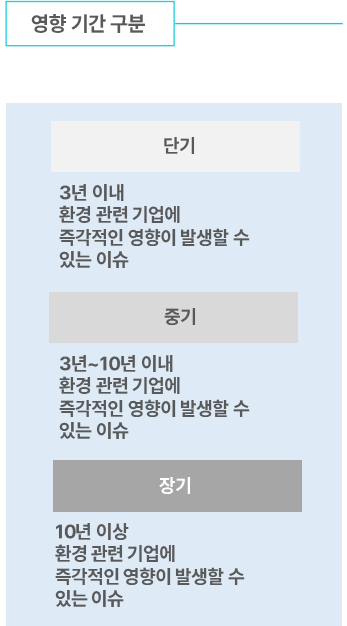 영향 기간 구분
단기
3년 이내
환경 관련 기업에
즉각적인 영향이 발생할 수
있는 이슈
중기
3년~10년 이내
환경 관련 기업에
즉각적인 영향이 발생할 수
있는 이슈
장기
10년 이상
환경 관련 기업에
즉각적인 영향이 발생할 수
있는 이슈